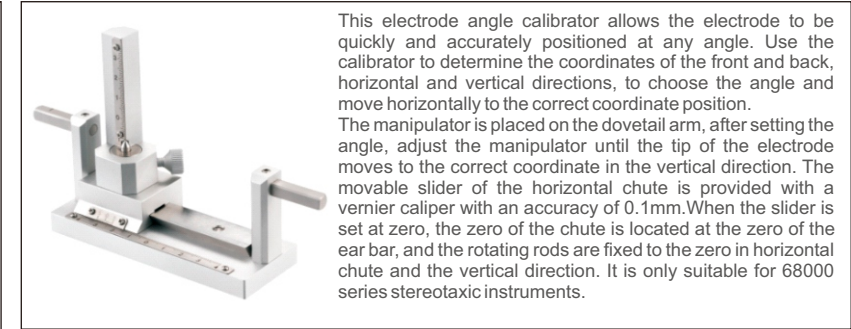 This electrode angle calibrator allows the electrode to be
quickly and accurately positioned at any angle. Use the
calibrator to determine the coordinates of the front and back,
horizontal and vertical directions, to choose the angle and
move horizontally to the correct coordinate position.
The manipulator is placed on the dovetail arm, after setting the
angle, adjust the manipulator until the tip of the electrode
moves to the correct coordinate in the vertical direction. The
movable slider of the horizontal chute is provided with a
vernier caliper with an accuracy of 0.1mm.When the slider is
set at zero, the zero of the chute is located at the zero of the
ear bar, and the rotating rods are fixed to the zero in horizontal
chute and the vertical direction. It is only suitable for 68000
series stereotaxic instruments.